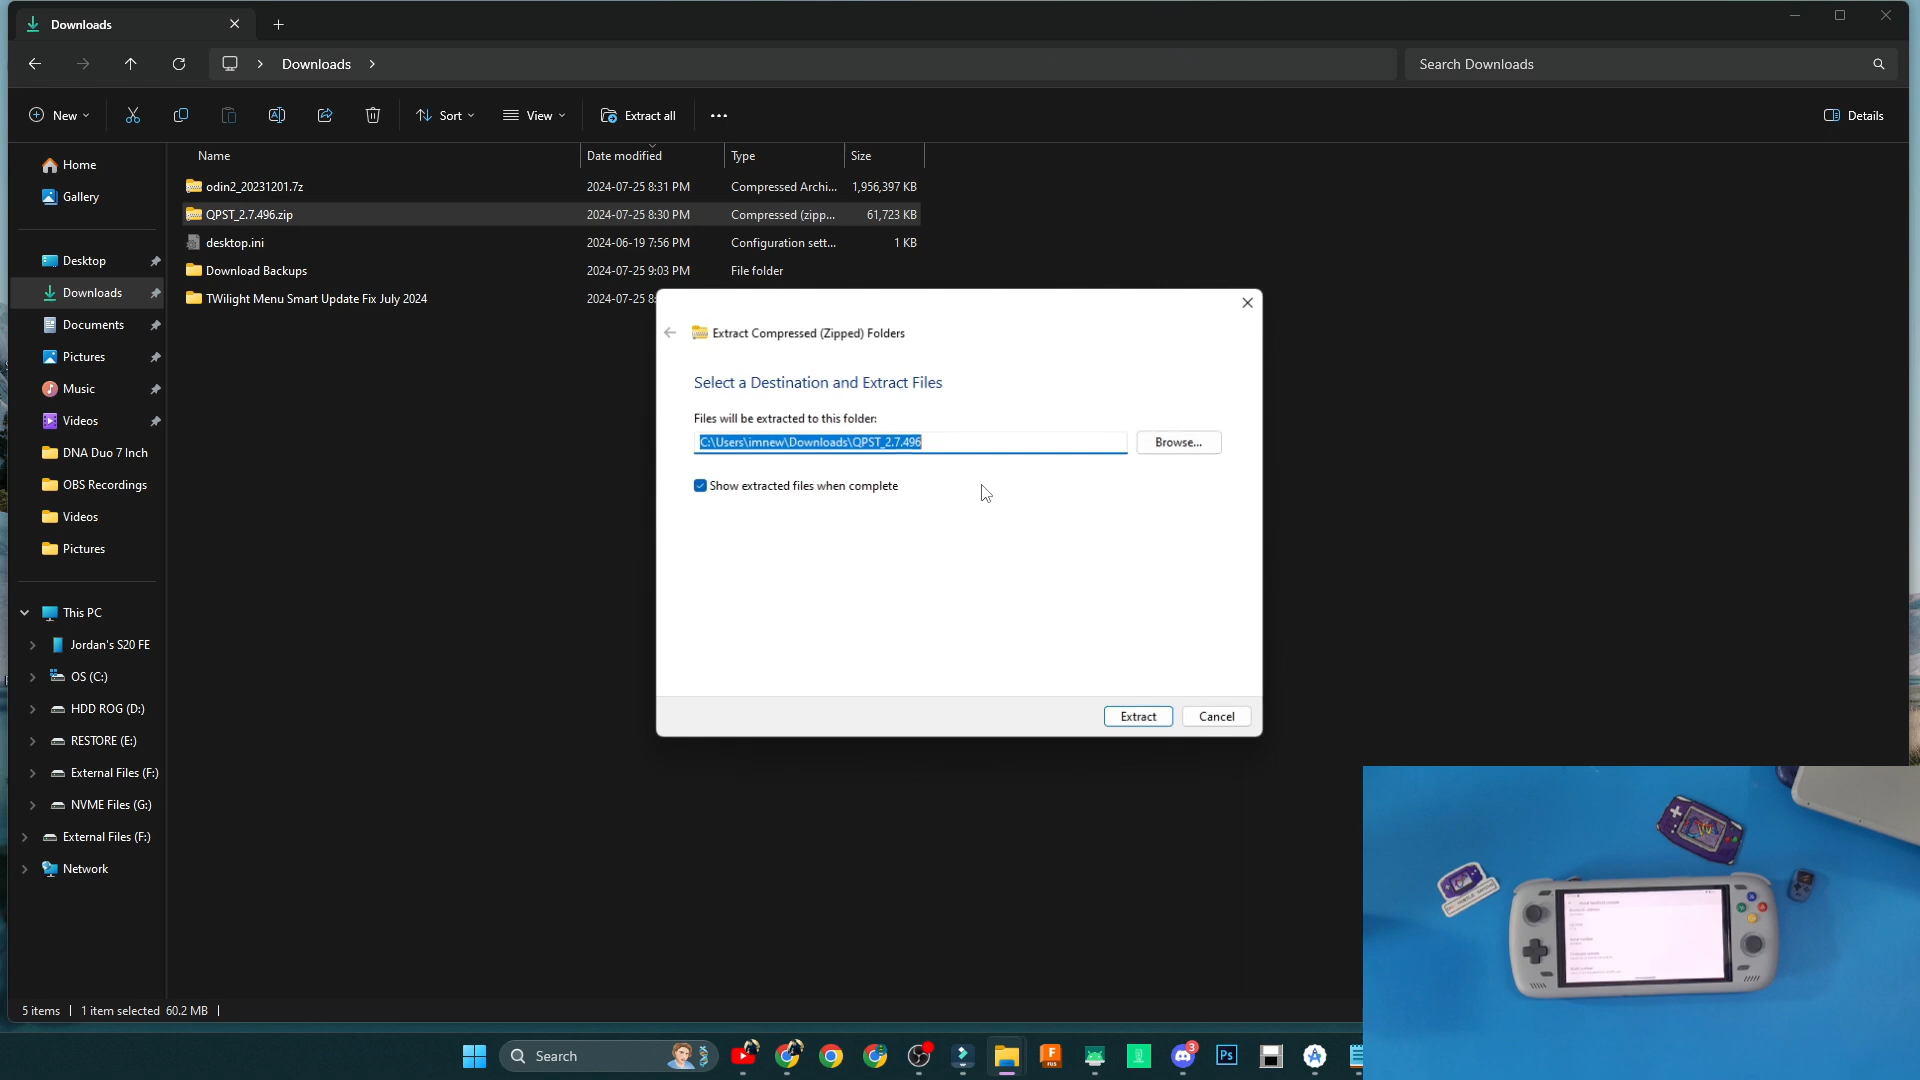 Downloads
Downloads
Search Downloads
New
Sort
View
Extract all
Details
Name
Date modified
Type
Size
odin2_20231201.7z
2024-07-25 8:31 PM
Compressed Archi...
1,956,397 KB
QPST_2.7.496.zip
2024-07-25 8:30 PM
Compressed (zipp...
61,723 KB
desktop.ini
2024-06-19 7:56 PM
Configuration sett...
1 KB
Download Backups
2024-07-25 9:03 PM
File folder
TWilight Menu Smart Update Fix July 2024
2024-07-25 8:
Home
Gallery
Desktop
Downloads
Documents
Pictures
Music
Videos
DNA Duo 7 Inch
OBS Recordings
Videos
Pictures
This PC
Jordan's S20 FE
OS (C:)
HDD ROG (D:)
RESTORE (E:)
External Files (F:)
NVME Files (G:)
External Files (F:)
Network
Extract Compressed (Zipped) Folders
Select a Destination and Extract Files
Files will be extracted to this folder:
C:\Users\imnew\Downloads\QPST_2.7.496
Browse...
Show extracted files when complete
Extract
Cancel
5 items
1 item selected 60.2 MB
Search
3
Ps